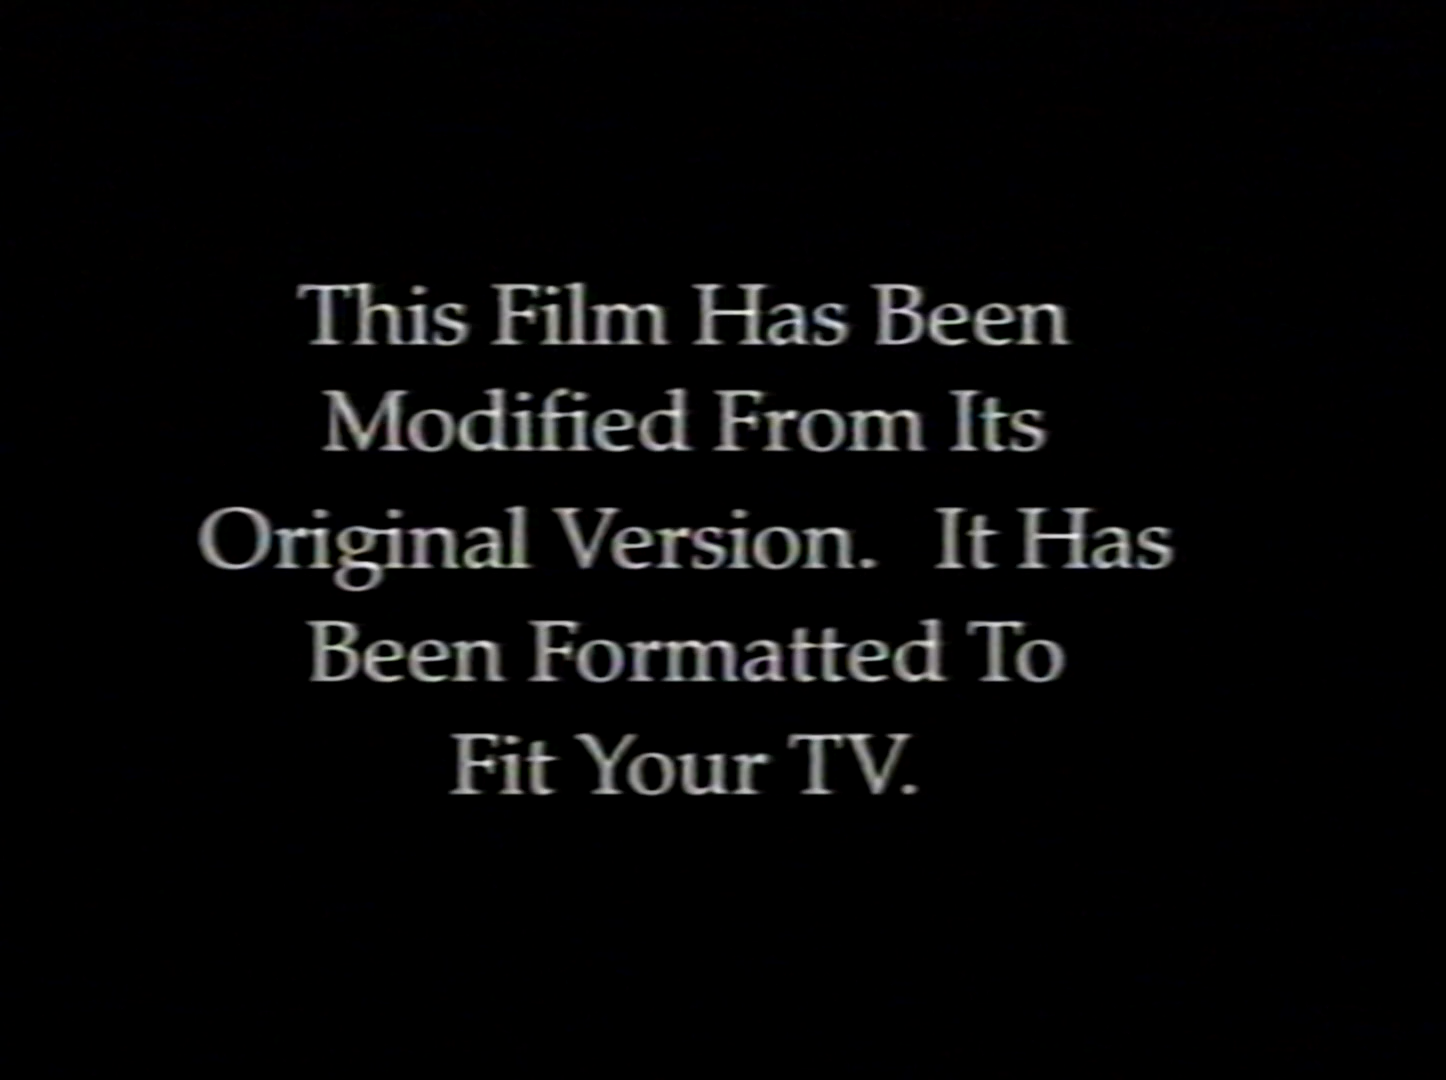 This Film Has Been
Modified From Its
Original Version.  It Has
Been Formatted To
Fit Your TV.